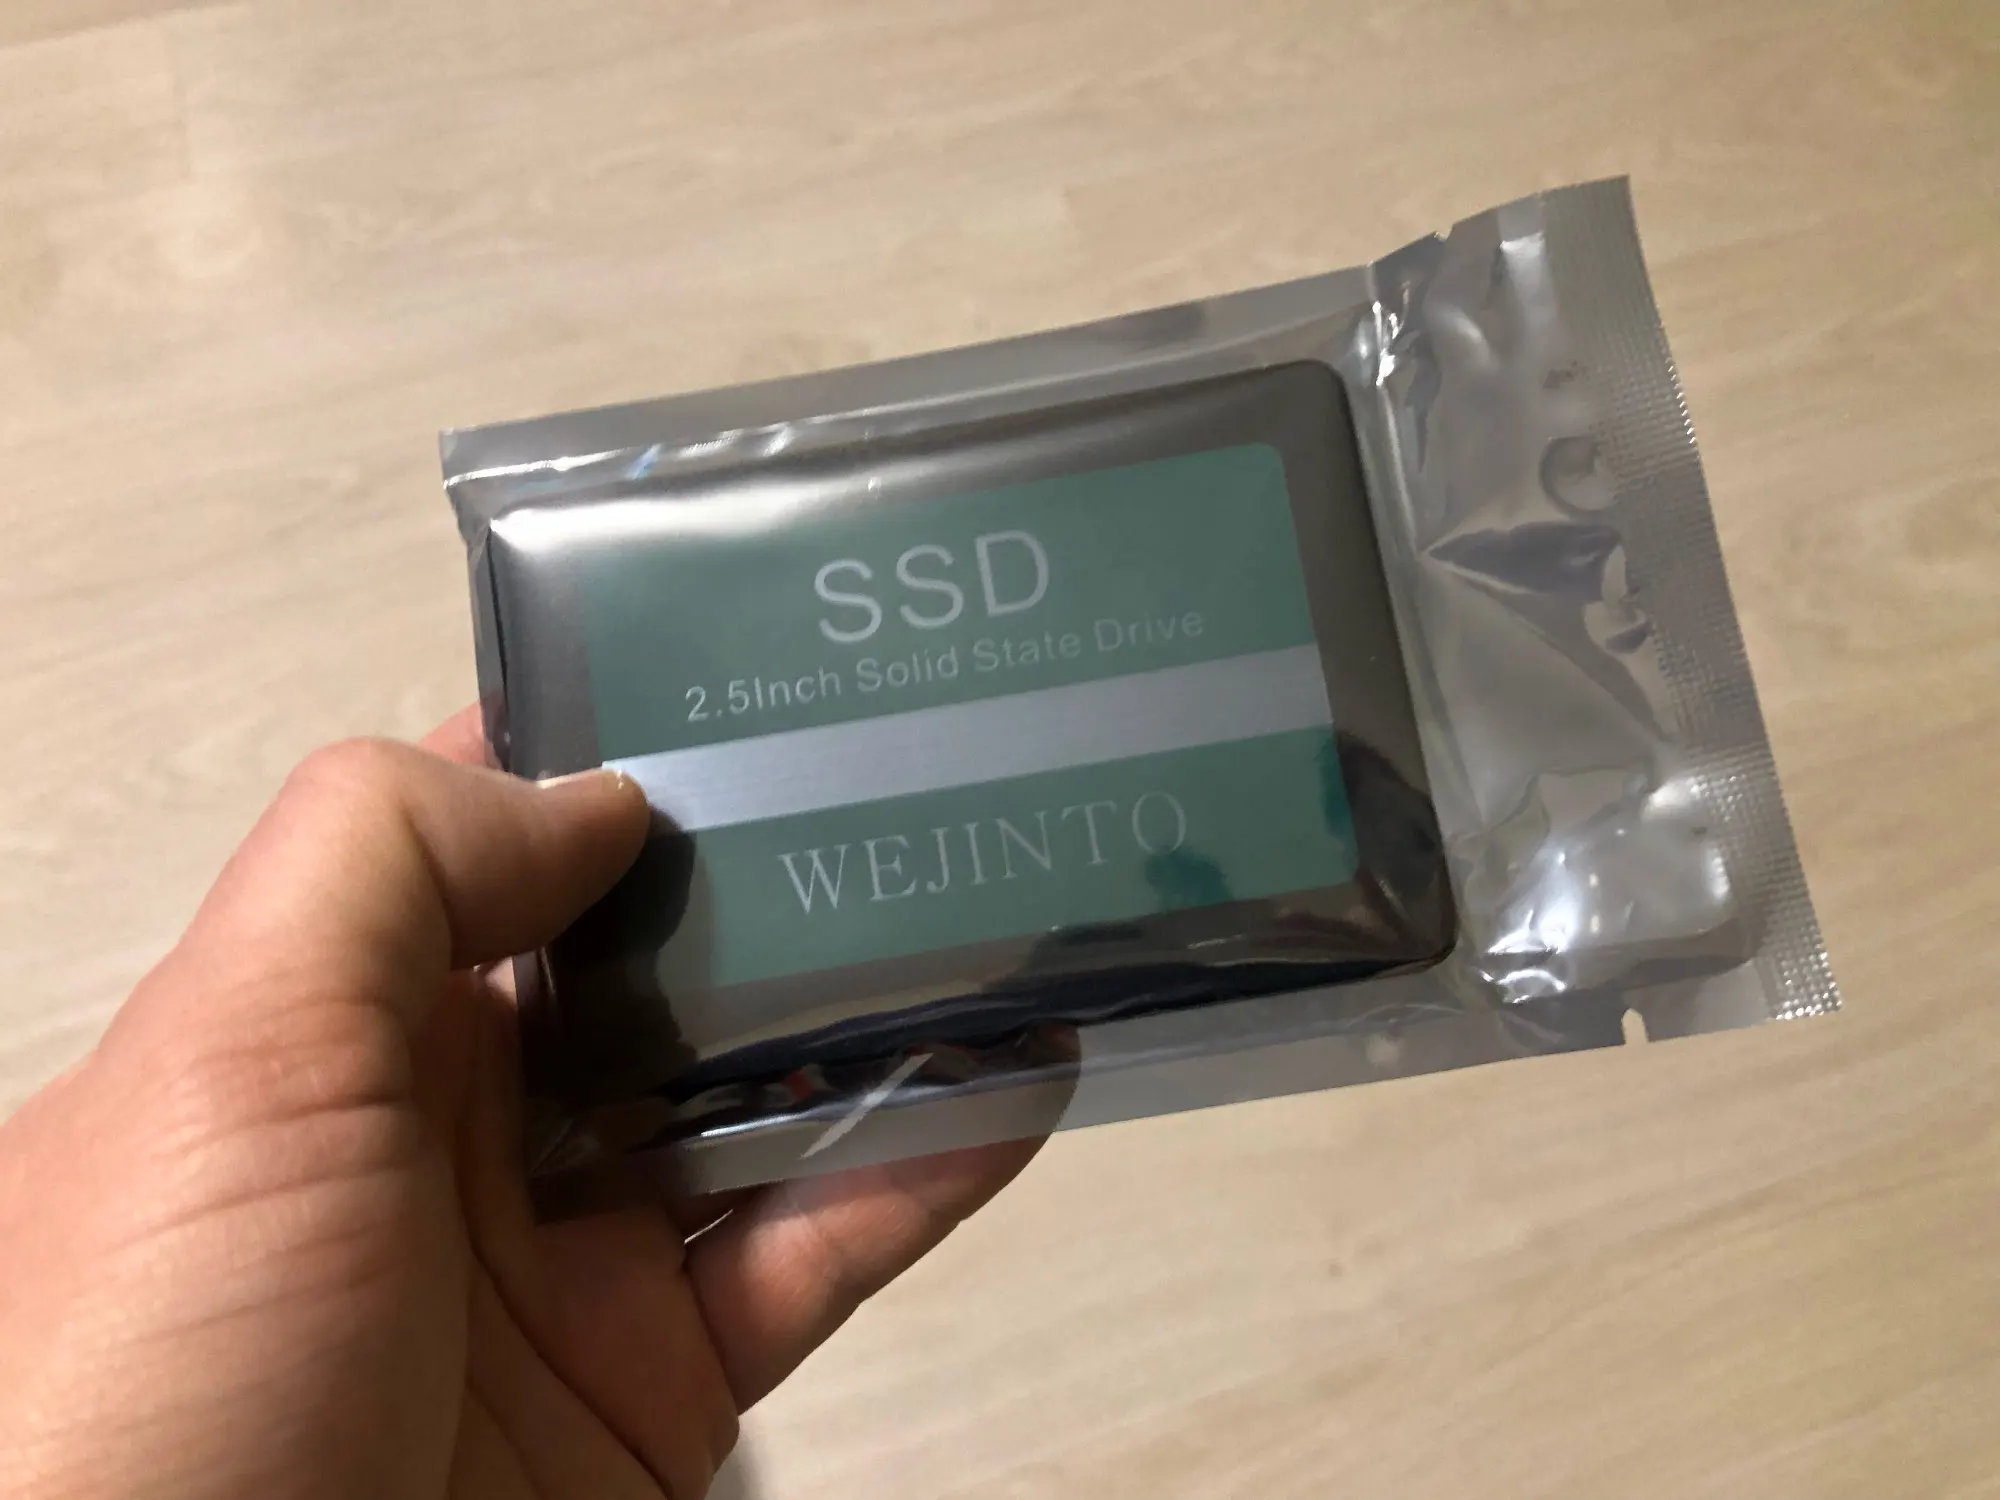 SSD
2.5Inch Solid State Drive
WEJINTO